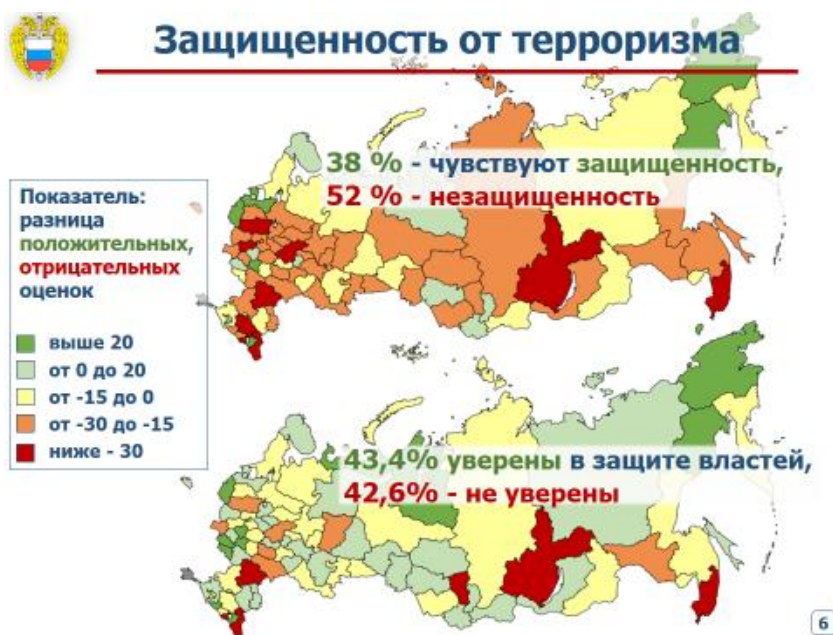 Защищенность от терроризма
38 % - чувствуют защищенность,
52 % - незащищенность
Показатель:
разница
положительных,
отрицательных
оценок
выше 20
от 0 до 20
от -15 до 0
от -30 до -15
ниже - 30
43,4% уверены в защите властей,
42,6% - не уверены
6